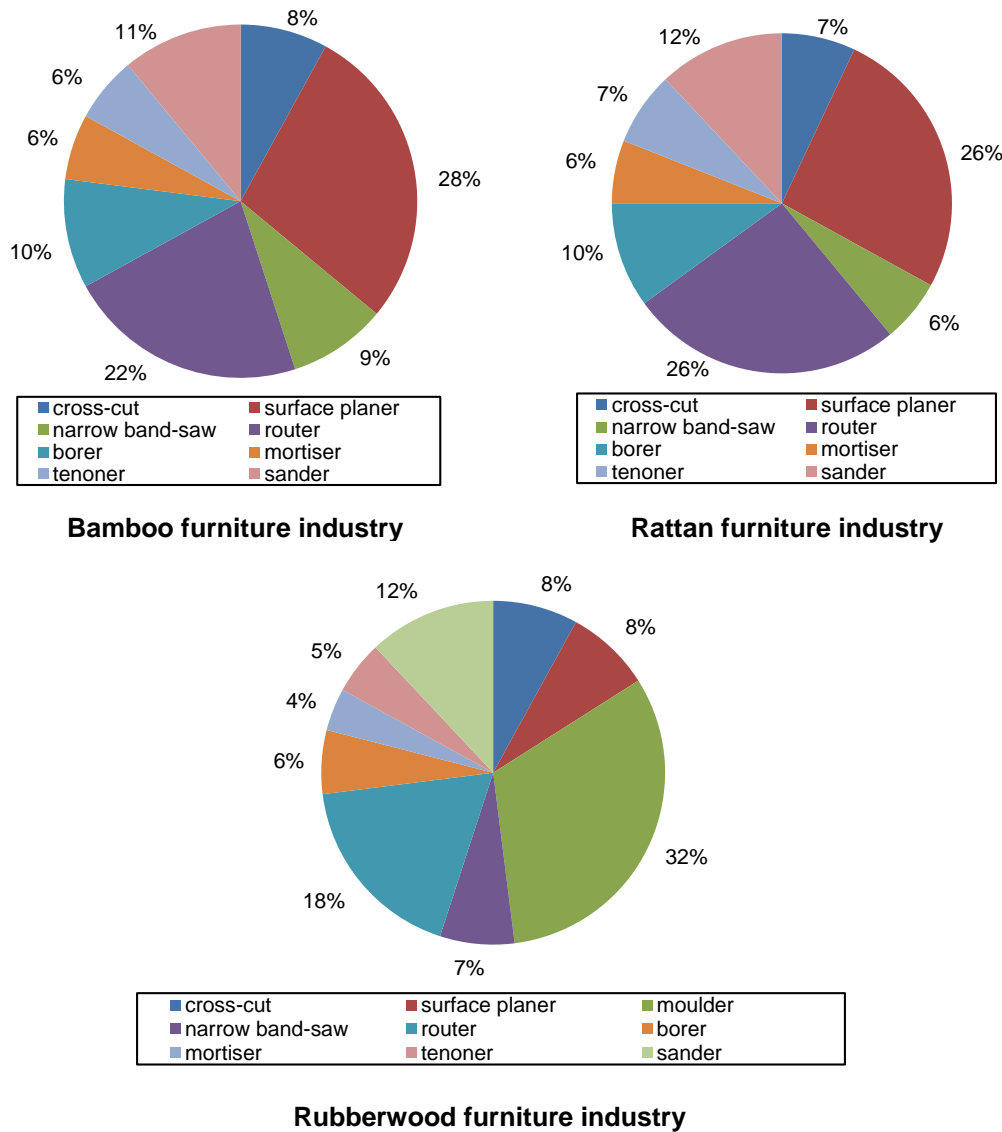 11%
8%
6%
28%
6%
10%
9%
22%
cross-cut surface planer
narrow band-saw router
borer mortiser
tenoner sander
Bamboo furniture industry
12%
7%
7%
26%
6%
10%
6%
26%
cross-cut surface planer
narrow band-saw router
borer mortiser
tenoner sander
Rattan furniture industry
12%
8%
8%
5%
4%
6%
32%
18%
7%
cross-cut surface planer moulder
narrow band-saw router borer
mortiser tenoner sander
Rubberwood furniture industry